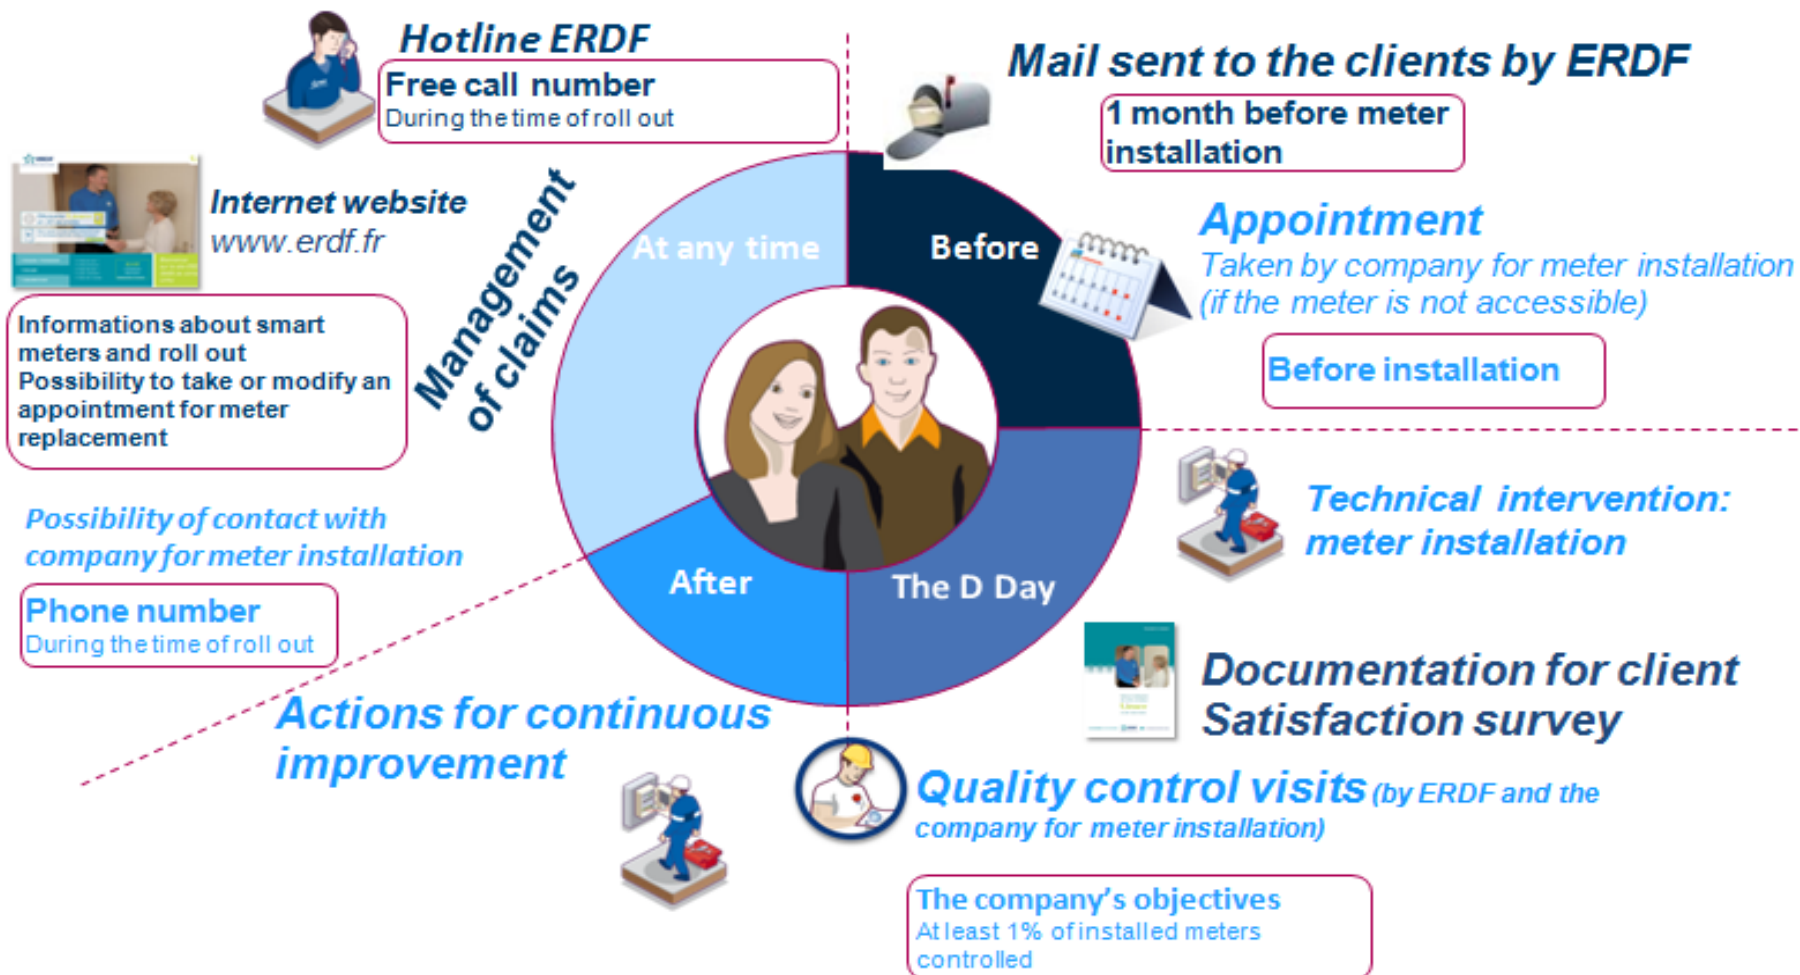 Hotline ERDF
Free call number
During the time of roll out
Mail sent to the clients by ERDF
1 month before meter
installation
Internet website
www.erdf.fr
Informations about smart
meters and roll out
Possibility to take or modify an
appointment for meter
replacement
Management
of claims
At any time
Before
Appointment
Taken by company for meter installation
(if the meter is not accessible)
Before installation
Possibility of contact with
company for meter installation
Phone number
During the time of roll out
After
The D Day
Technical intervention:
meter installation
Documentation for client
Satisfaction survey
Actions for continuous
improvement
Quality control visits (by ERDF and the
company for meter installation)
The company's objectives
At least 1% of installed meters
controlled